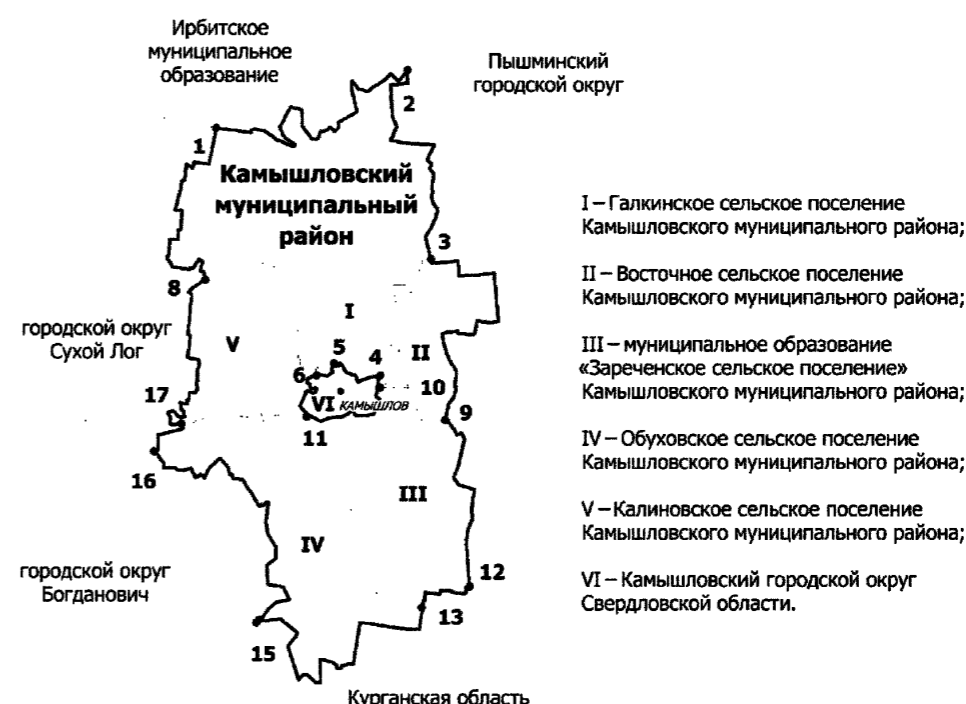 Ирбитское
муниципальное
образование
Пышминский
городской округ
2
1
Камышловский
муниципальный
район
3
8
I
городской округ
Сухой Лог
V
5
4
II
6
10
17
VI КАМЫШЛОВ
9
11
16
III
IV
городской округ
Богданович
12
13
15
Курганская область
I – Галкинское сельское поселение
Камышловского муниципального района;
II – Восточное сельское поселение
Камышловского муниципального района;
III – муниципальное образование
«Зареченское сельское поселение»
Камышловского муниципального района;
IV – Обуховское сельское поселение
Камышловского муниципального района;
V – Калиновское сельское поселение
Камышловского муниципального района;
VI – Камышловский городской округ
Свердловской области.